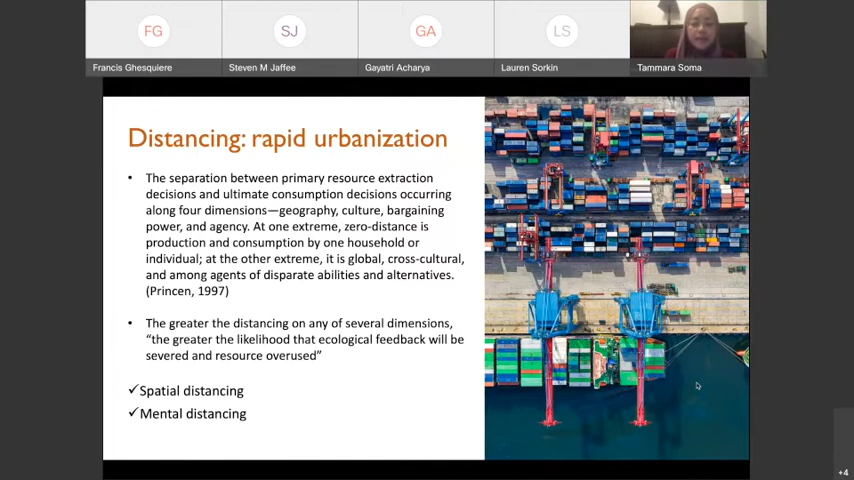 FG
SJ
GA
LS
Francis Ghesquiere
Steven M Jaffee
Gayatri Acharya
Lauren Sorkin
Tammara Soma
Distancing: rapid urbanization
• The separation between primary resource extraction
decisions and ultimate consumption decisions occurring
along four dimensions—geography, culture, bargaining
power, and agency. At one extreme, zero-distance is
production and consumption by one household or
individual; at the other extreme, it is global, cross-cultural,
and among agents of disparate abilities and alternatives.
(Princen, 1997)
• The greater the distancing on any of several dimensions,
“the greater the likelihood that ecological feedback will be
severed and resource overused”
✓Spatial distancing
✓Mental distancing
+4